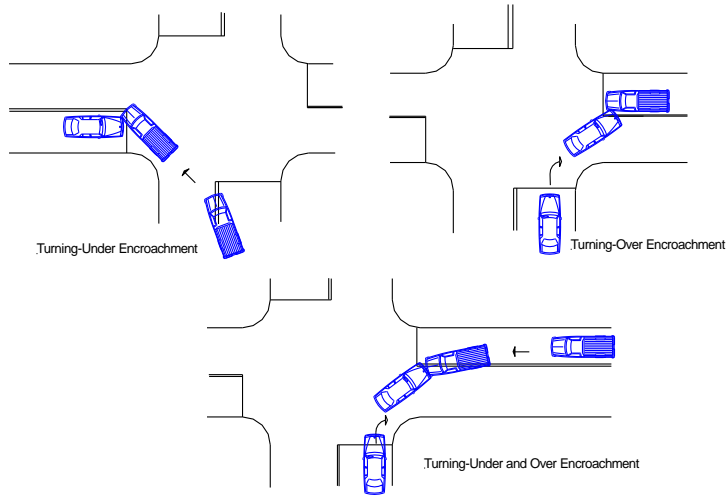 Turning-Under Encroachment
Turning-Over Encroachment
Turning-Under and Over Encroachment